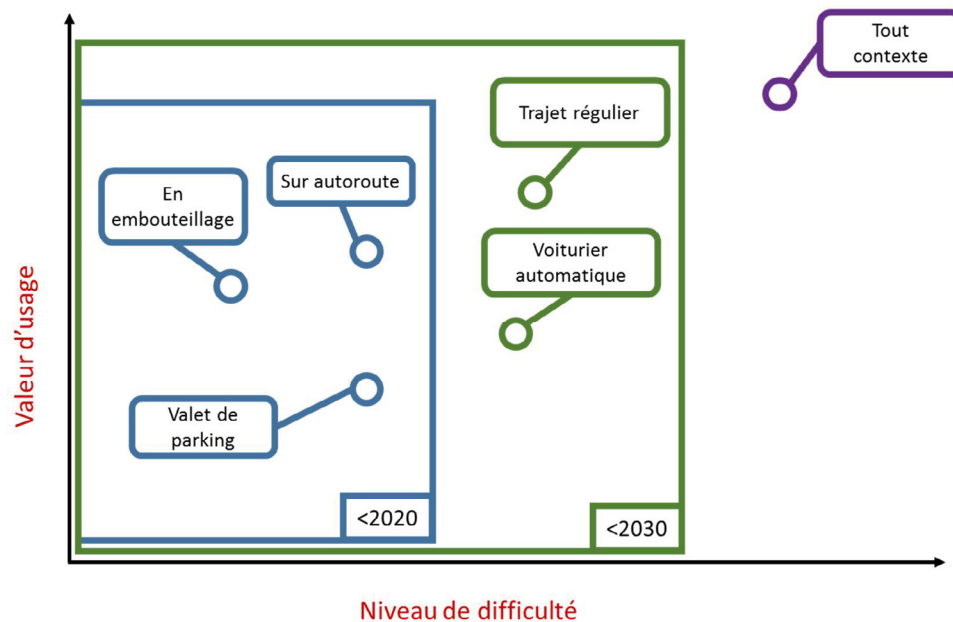 Tout
contexte
Trajet régulier
Sur autoroute
En
embouteillage
Voiturier
automatique
Valet de
parking
<2020
<2030
Valeur d'usage
Niveau de difficulté